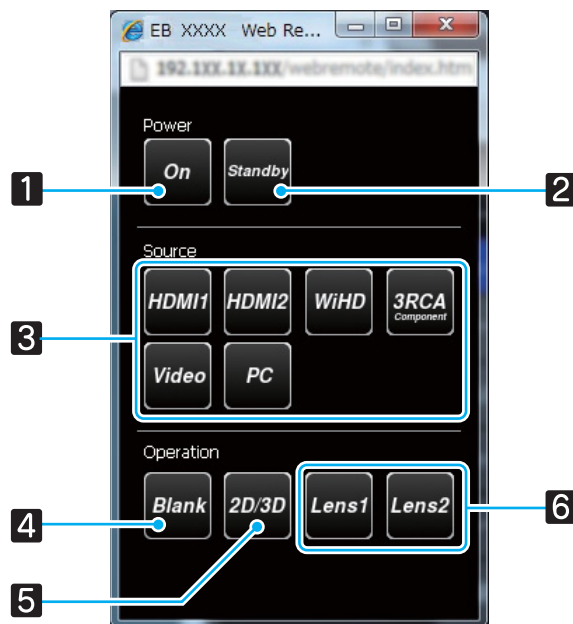 EB XXXX Web Re...
192.1XX.1X.1XX/webremote/index.htm
Power
1 On Standby 2
Source
3 HDMI1 HDMI2 WiHD 3RCA
Component
Video PC
Operation
4 Blank 2D/3D Lens1 Lens2 6
5